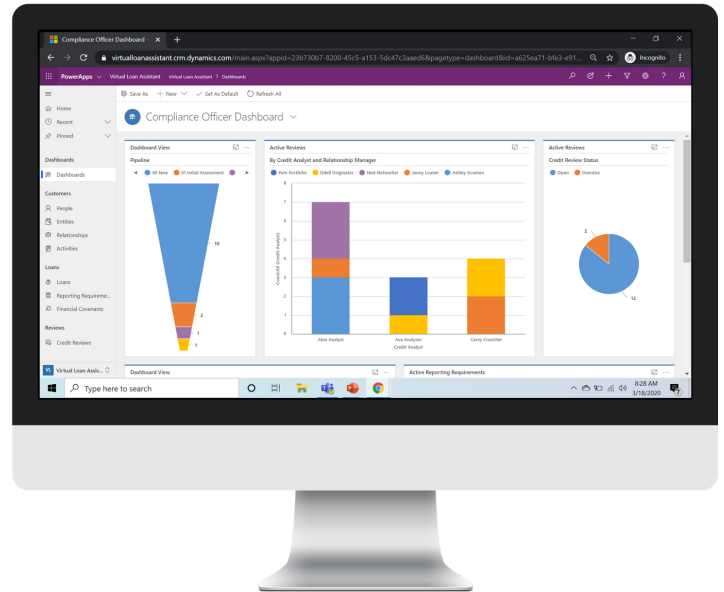 Compliance Officer Dashboard -
virtualloanassistant.crm.dynamics.com/main.aspx?appid=23b730b7-8200-45c5-a153-5dc47c3aaed6&pagetype=dashboard&id=a625ea71-bfe3-e91... Incognito
PowerApps Virtual Loan Assistant Virtual Loan Assistant > Dashboards
Save As New Set As Default Refresh All
Home
Recent
Pinned
Dashboards
Dashboards
Customers
People
Entities
Relationships
Activities
Loans
Loans
Reporting Requireme...
Financial Covenants
Reviews
Credit Reviews
VL Virtual Loan Assis...
Compliance Officer Dashboard
Dashboard View
Pipeline
00 New 01 Initial Assessment
10
2
1
1
Active Reviews
By Credit Analyst and Relationship Manager
Pam Portfolio Odell Originator Ned Networker Jenny Loaner Ashley Acumen
8
7
6
5
4
3
2
1
0
CountAll (Credit Analyst)
Alan Analyst Ava Analyzer Carey Cruncher
Credit Analyst
Active Reviews
Credit Review Status
Open Overdue
2
12
Dashboard View
Active Reporting Requirements
Type here to search
8:28 AM
3/18/2020